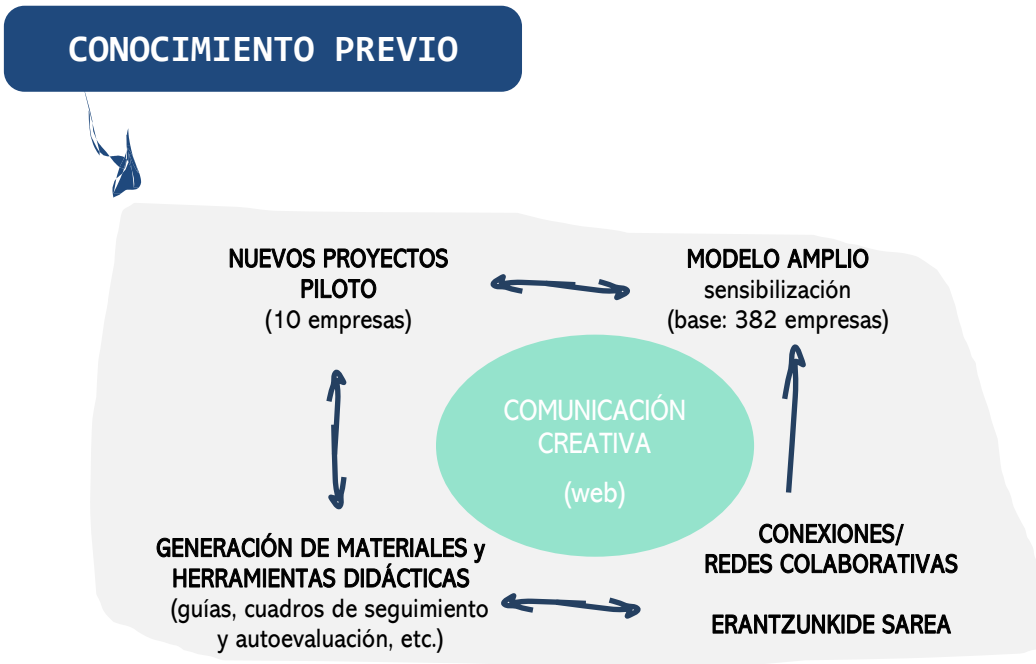 CONOCIMIENTO PREVIO
NUEVOS PROYECTOS
PILOTO
(10 empresas)
MODELO AMPLIO
sensibilización
(base: 382 empresas)
COMUNICACIÓN
CREATIVA
(web)
GENERACIÓN DE MATERIALES y
HERRAMIENTAS DIDÁCTICAS
(guías, cuadros de seguimiento
y autoevaluación, etc.)
CONEXIONES/
REDES COLABORATIVAS
ERANTZUNKIDE SAREA